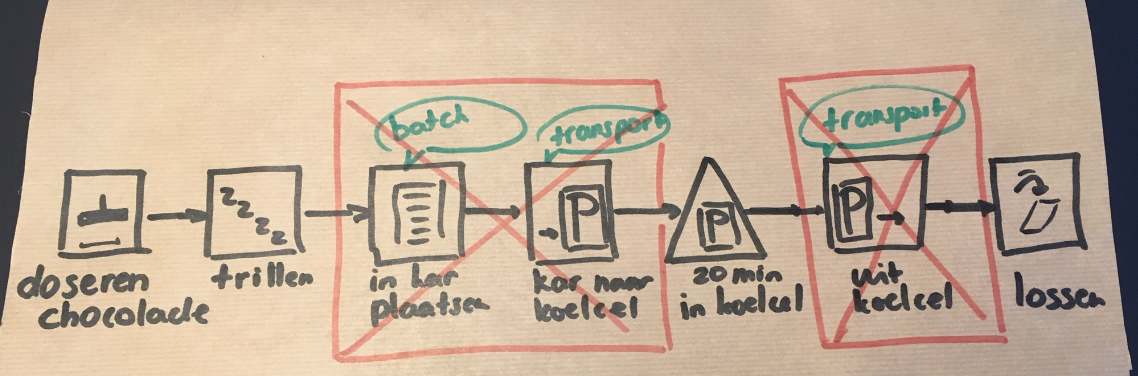 batch
transport
transport
z z z z z
P
P
P
doseren
chocolade
trillen
in kar
plaatsen
kar naar
koelcel
20 min
in koelcel
uit
koelcel
lossen